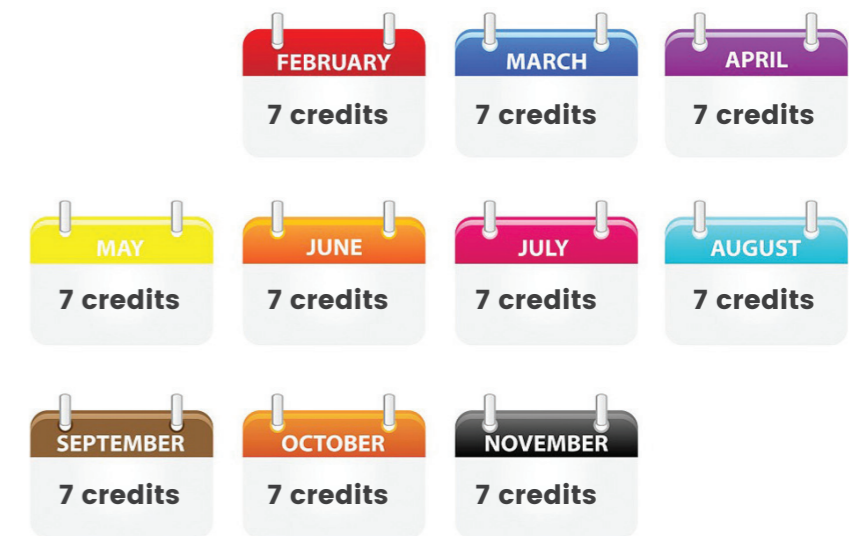 FEBRUARY
7 credits
MARCH
7 credits
APRIL
7 credits
MAY
7 credits
JUNE
7 credits
JULY
7 credits
AUGUST
7 credits
SEPTEMBER
7 credits
OCTOBER
7 credits
NOVEMBER
7 credits